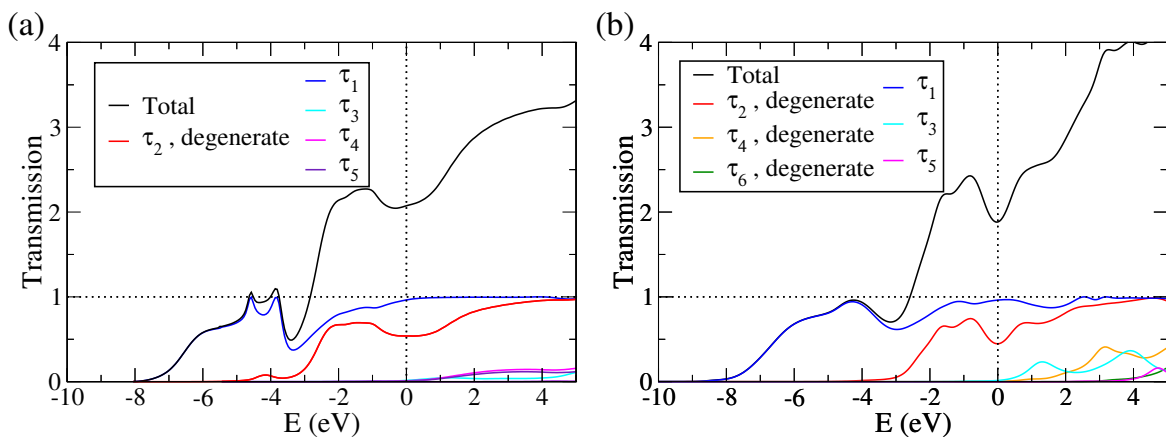 (a)
4
3
2
1
0
Transmission
-10
-8
-6
-4
-2
0
2
4
E (eV)
Total
τ2 , degenerate
τ1
τ3
τ4
τ5
(b)
4
3
2
1
0
Transmission
-10
-8
-6
-4
-2
0
2
4
E (eV)
Total
τ2 , degenerate
τ4 , degenerate
τ6 , degenerate
τ1
τ3
τ5